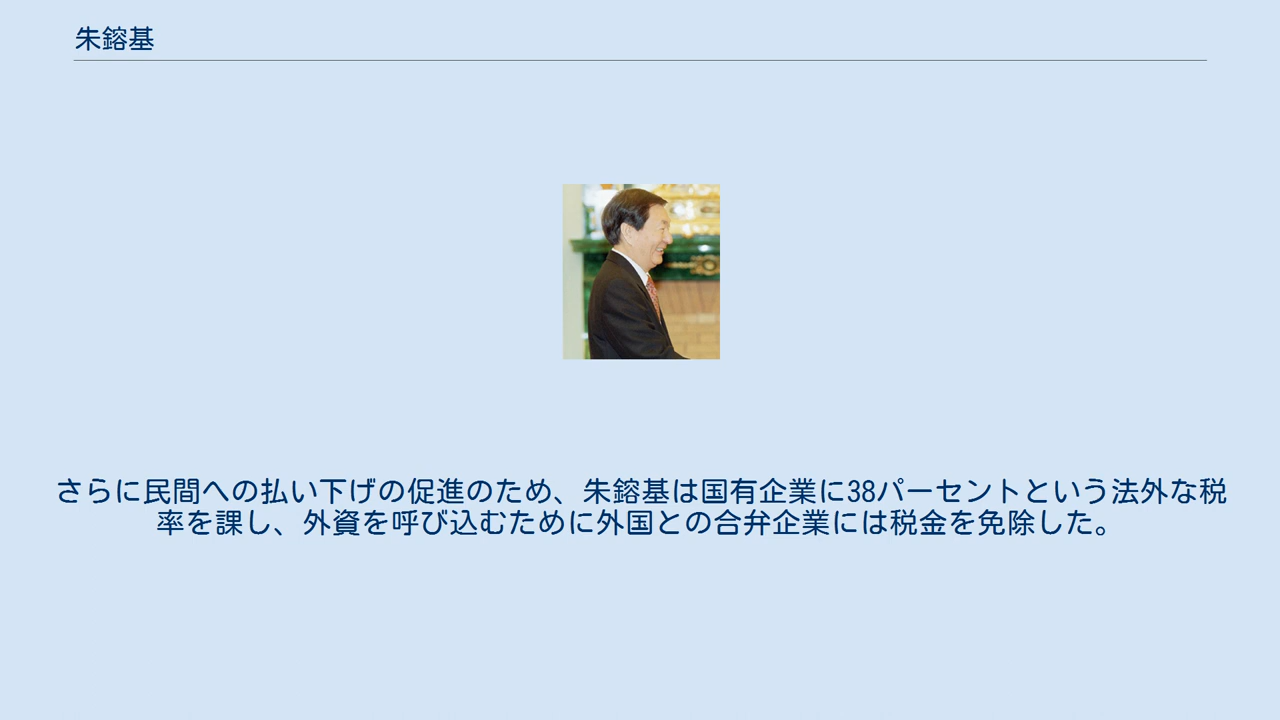 朱鎔基
さらに民間への払い下げの促進のため、朱鎔基は国有企業に38パーセントという法外な税
率を課し、外資を呼び込むために外国との合弁企業には税金を免除した。